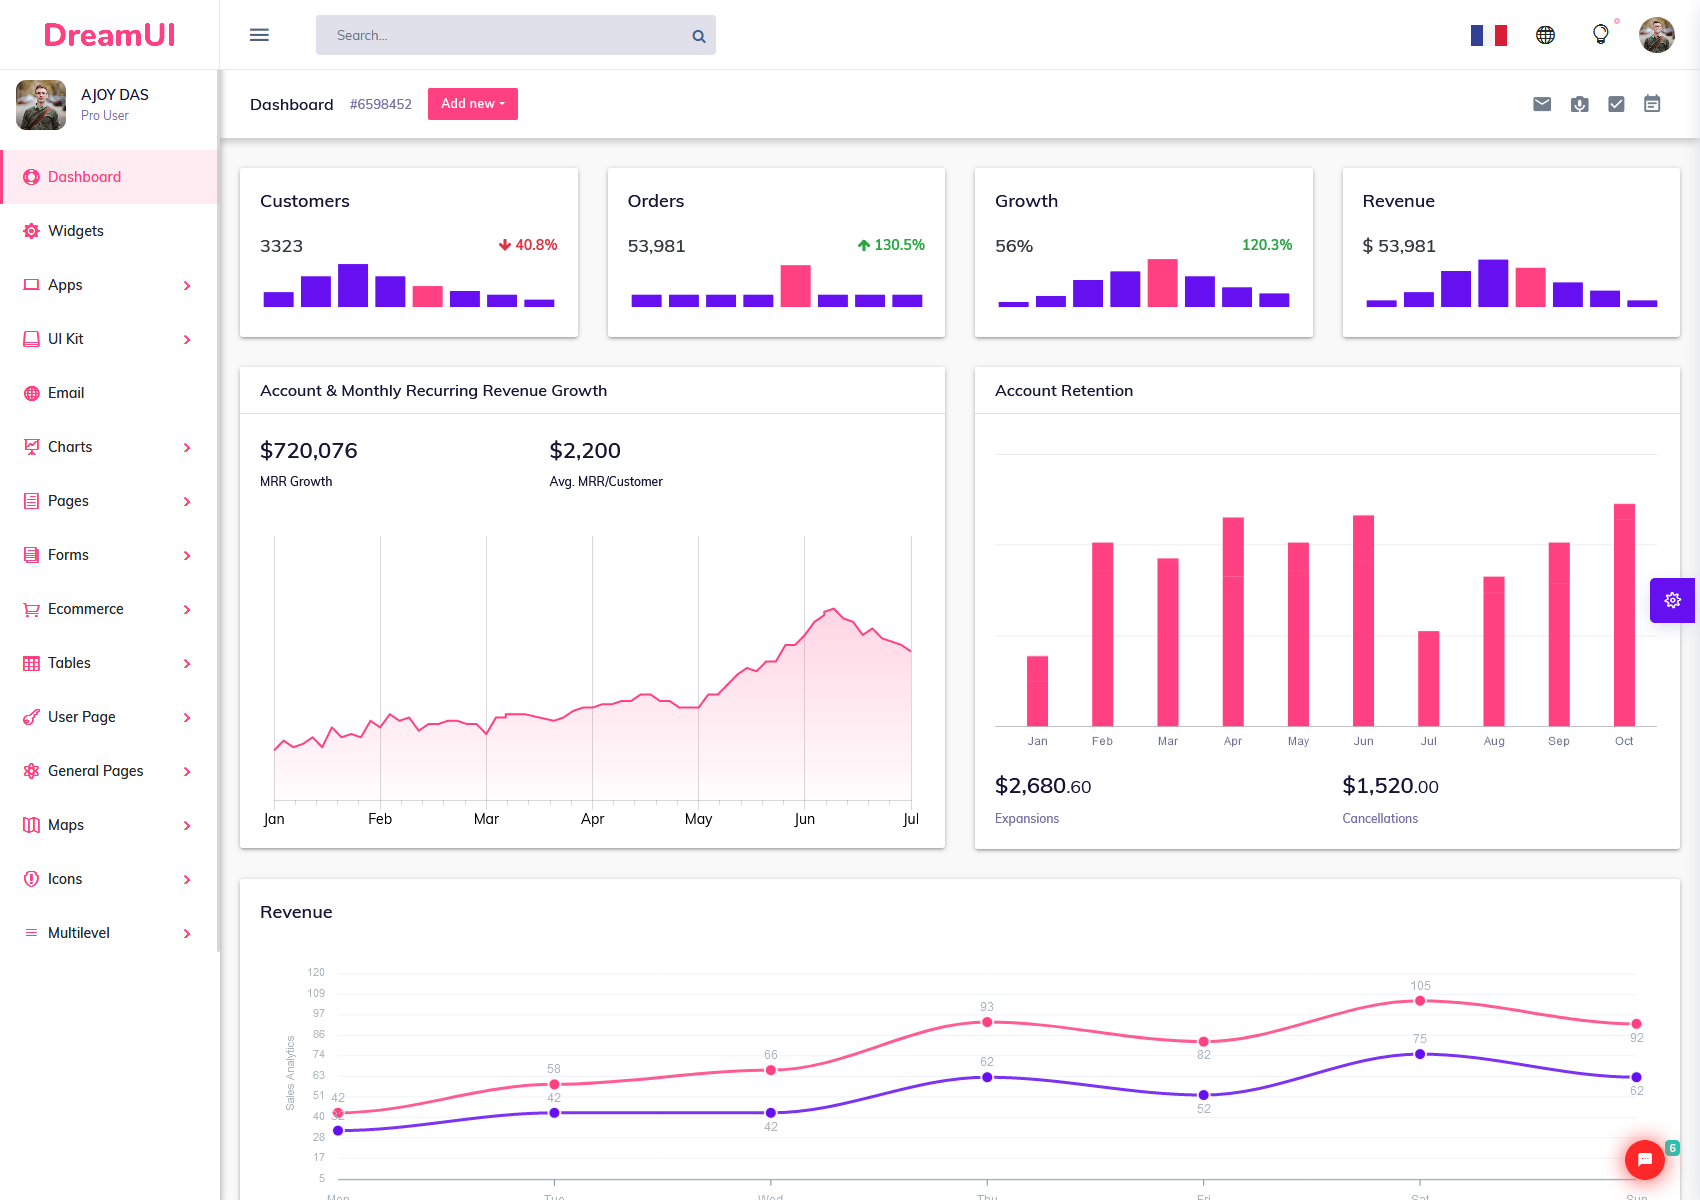 DreamUI
Search...
AJOY DAS
Pro User
Dashboard
Widgets
Apps
UI Kit
Email
Charts
Pages
Forms
Ecommerce
Tables
User Page
General Pages
Maps
Icons
Multilevel
Dashboard #6598452 Add new
Customers
3323 40.8%
Orders
53,981 130.5%
Growth
56% 120.3%
Revenue
$ 53,981
Account & Monthly Recurring Revenue Growth
$720,076 $2,200
MRR Growth Avg. MRR/Customer
Jan Feb Mar Apr May Jun Jul
Account Retention
Jan Feb Mar Apr May Jun Jul Aug Sep Oct
$2,680.60 $1,520.00
Expansions Cancellations
Revenue
Sales Analytics
120
109
97
86
74
63
51
40
28
17
5
42 58 66 93 82 105 92
32 42 42 62 52 75 62
Mon Tue Wed Thu Fri Sat Sun
6